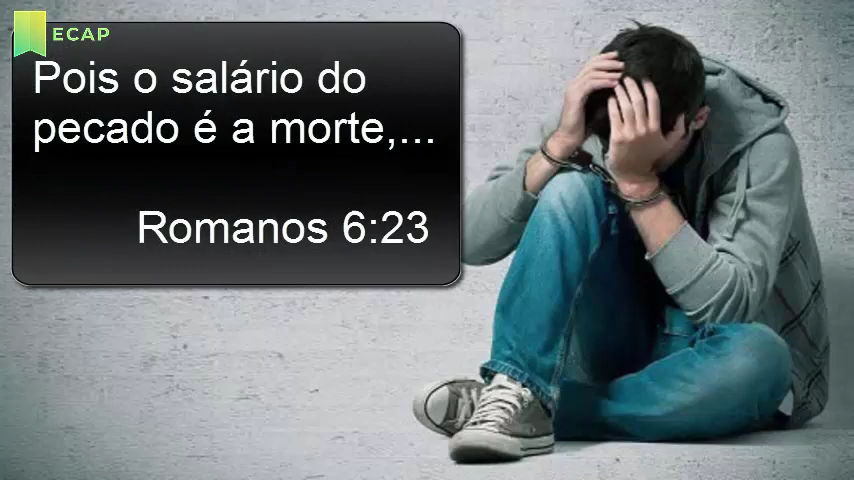 ECAP
Pois o salário do
pecado é a morte,...
Romanos 6:23